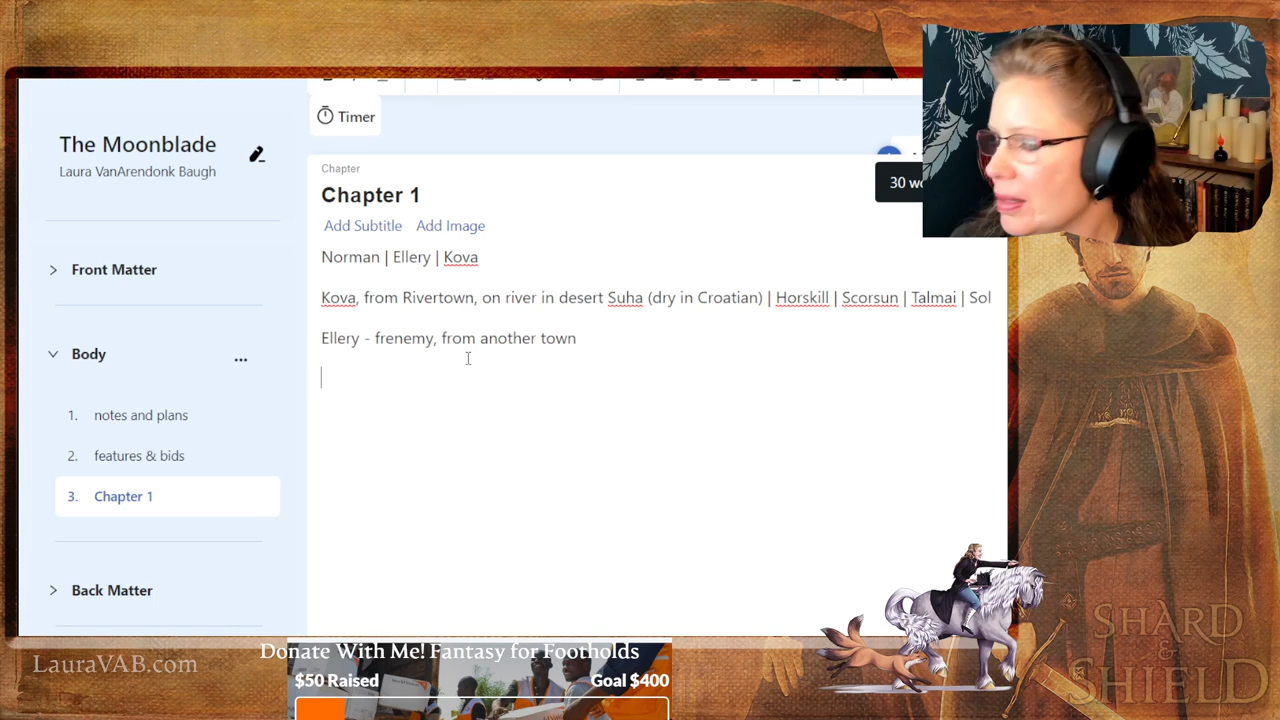 Timer
The Moonblade
Laura VanArendonk Baugh
Front Matter
Body
...
1. notes and plans
2. features & bids
3. Chapter 1
Back Matter
Chapter
Chapter 1
Add Subtitle Add Image
30 wo
Norman | Ellery | Kova
Kova, from Rivertown, on river in desert Suha (dry in Croatian) | Horskill | Scorsun | Talmai | Sol
Ellery - frenemy, from another town
LauraVAB.com
Donate With Me! Fantasy for Footholds
$50 Raised Goal $400
SHARD
&
SHIELD